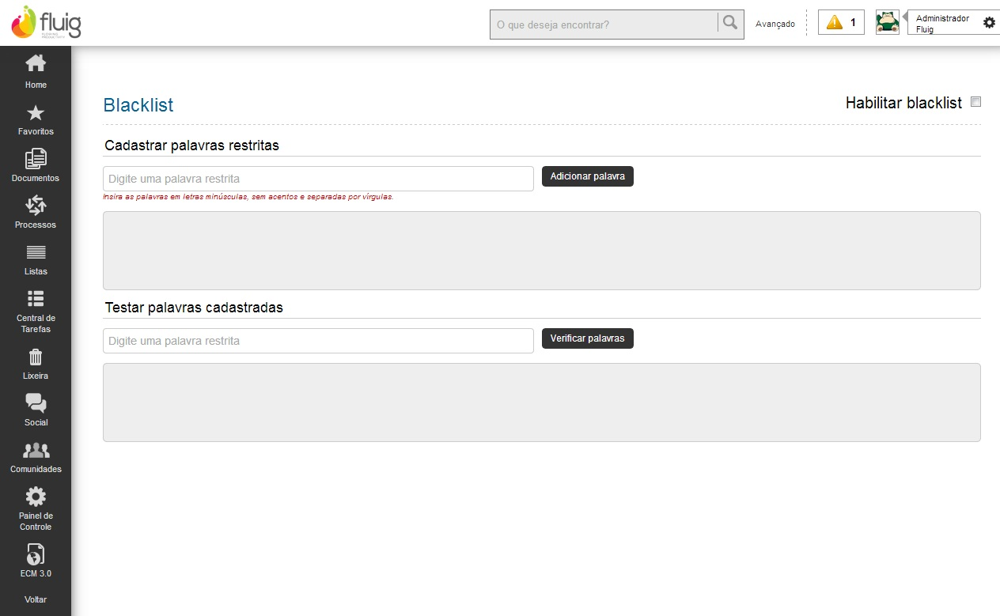 fluig
O que deseja encontrar?
Avançado
1
Administrador
Fluig
Home
Favoritos
Documentos
Processos
Listas
Central de
Tarefas
Lixeira
Social
Comunidades
Painel de
Controle
ECM 3.0
Voltar
Blacklist
Habilitar blacklist
Cadastrar palavras restritas
Digite uma palavra restrita
Adicionar palavra
Insira as palavras em letras minúsculas, sem acentos e separadas por vírgulas.
Testar palavras cadastradas
Digite uma palavra restrita
Verificar palavras